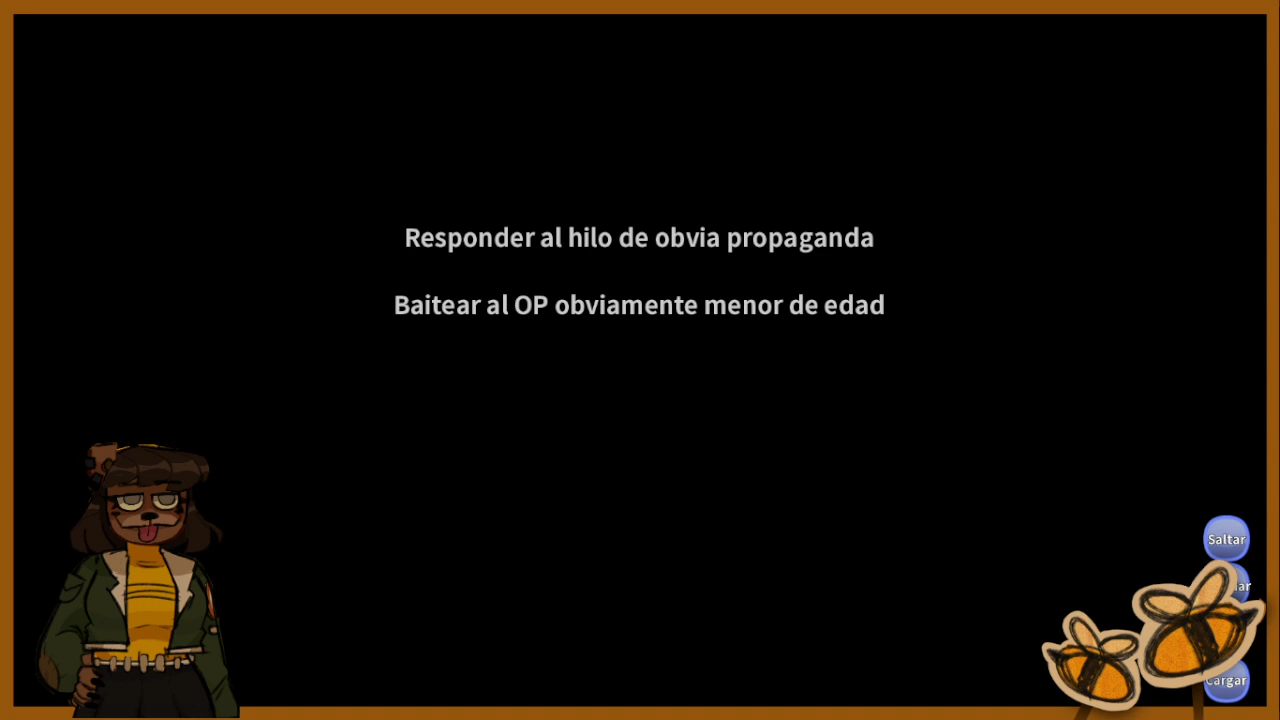 Responder al hilo de obvia propaganda
Baitear al OP obviamente menor de edad
Saltar
Cargar